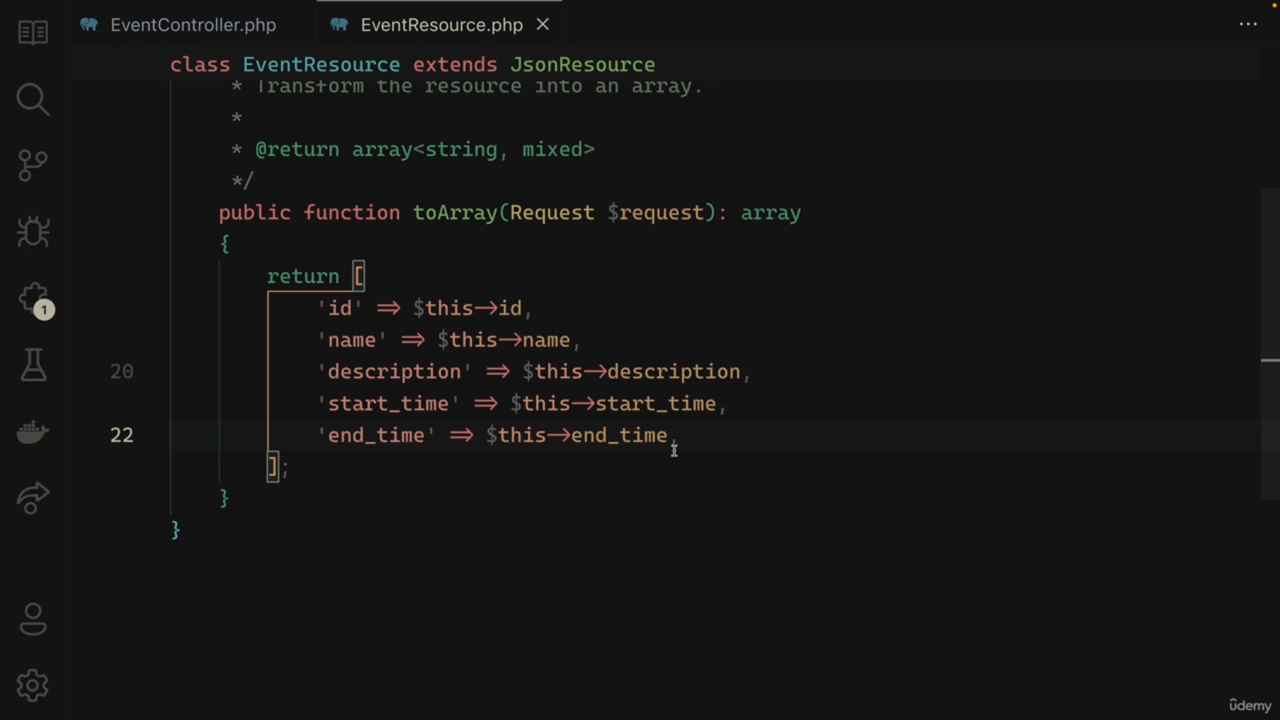 EventController.php EventResource.php
class EventResource extends JsonResource
* Transform the resource into an array.
*
* @return array<string, mixed>
*/
public function toArray(Request $request): array
{
return [
'id' => $this->id,
'name' => $this->name,
20 'description' => $this->description,
'start_time' => $this->start_time,
22 'end_time' => $this->end_time,
];
}
}
1
ûdemy